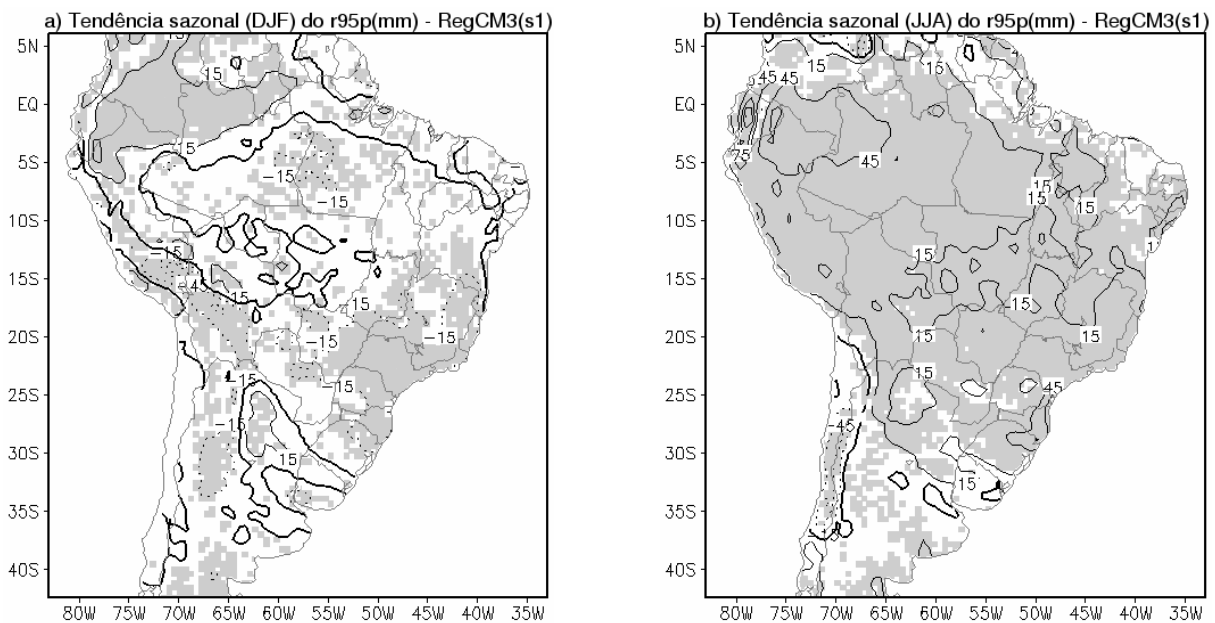 a) Tendência sazonal (DJF) do r95p(mm) - RegCM3(s1)
5N
EQ
5S
10S
15S
20S
25S
30S
35S
40S
15
15
-15
-15
-15
-45
15
-15
-15
-15
-15
-15
-15
15
80W 75W 70W 65W 60W 55W 50W 45W 40W 35W
b) Tendência sazonal (JJA) do r95p(mm) - RegCM3(s1)
5N
EQ
5S
10S
15S
20S
25S
30S
35S
40S
45 45 15
15
75
45
15
15
15
15
15
15
15
15
15
45
-45
15
80W 75W 70W 65W 60W 55W 50W 45W 40W 35W